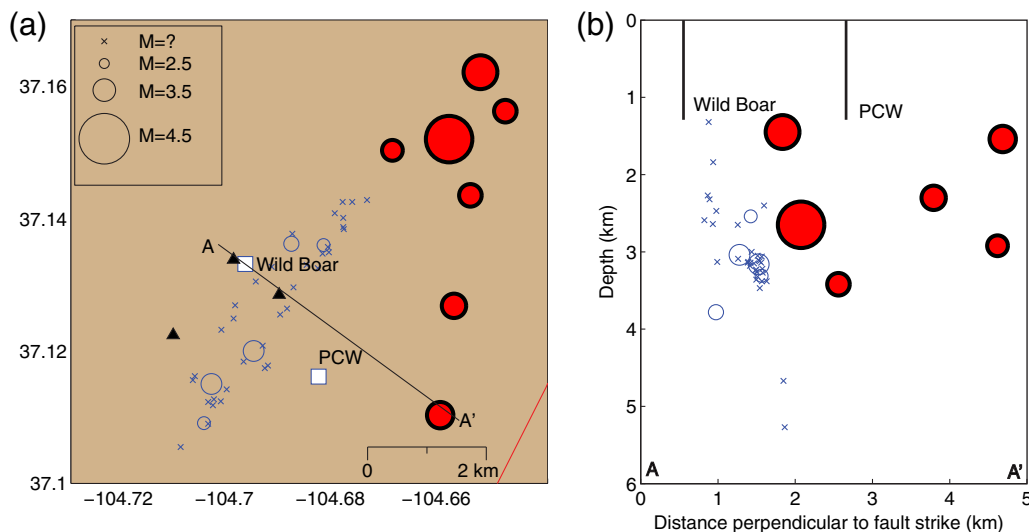 (a)
M=?
M=2.5
M=3.5
M=4.5
37.16
37.14
37.12
37.1
A
Wild Boar
PCW
A'
0
2 km
−104.72
−104.7
−104.68
−104.66
(b)
0
1
2
3
4
5
6
Depth (km)
Wild Boar
PCW
A
A'
0
1
2
3
4
5
Distance perpendicular to fault strike (km)